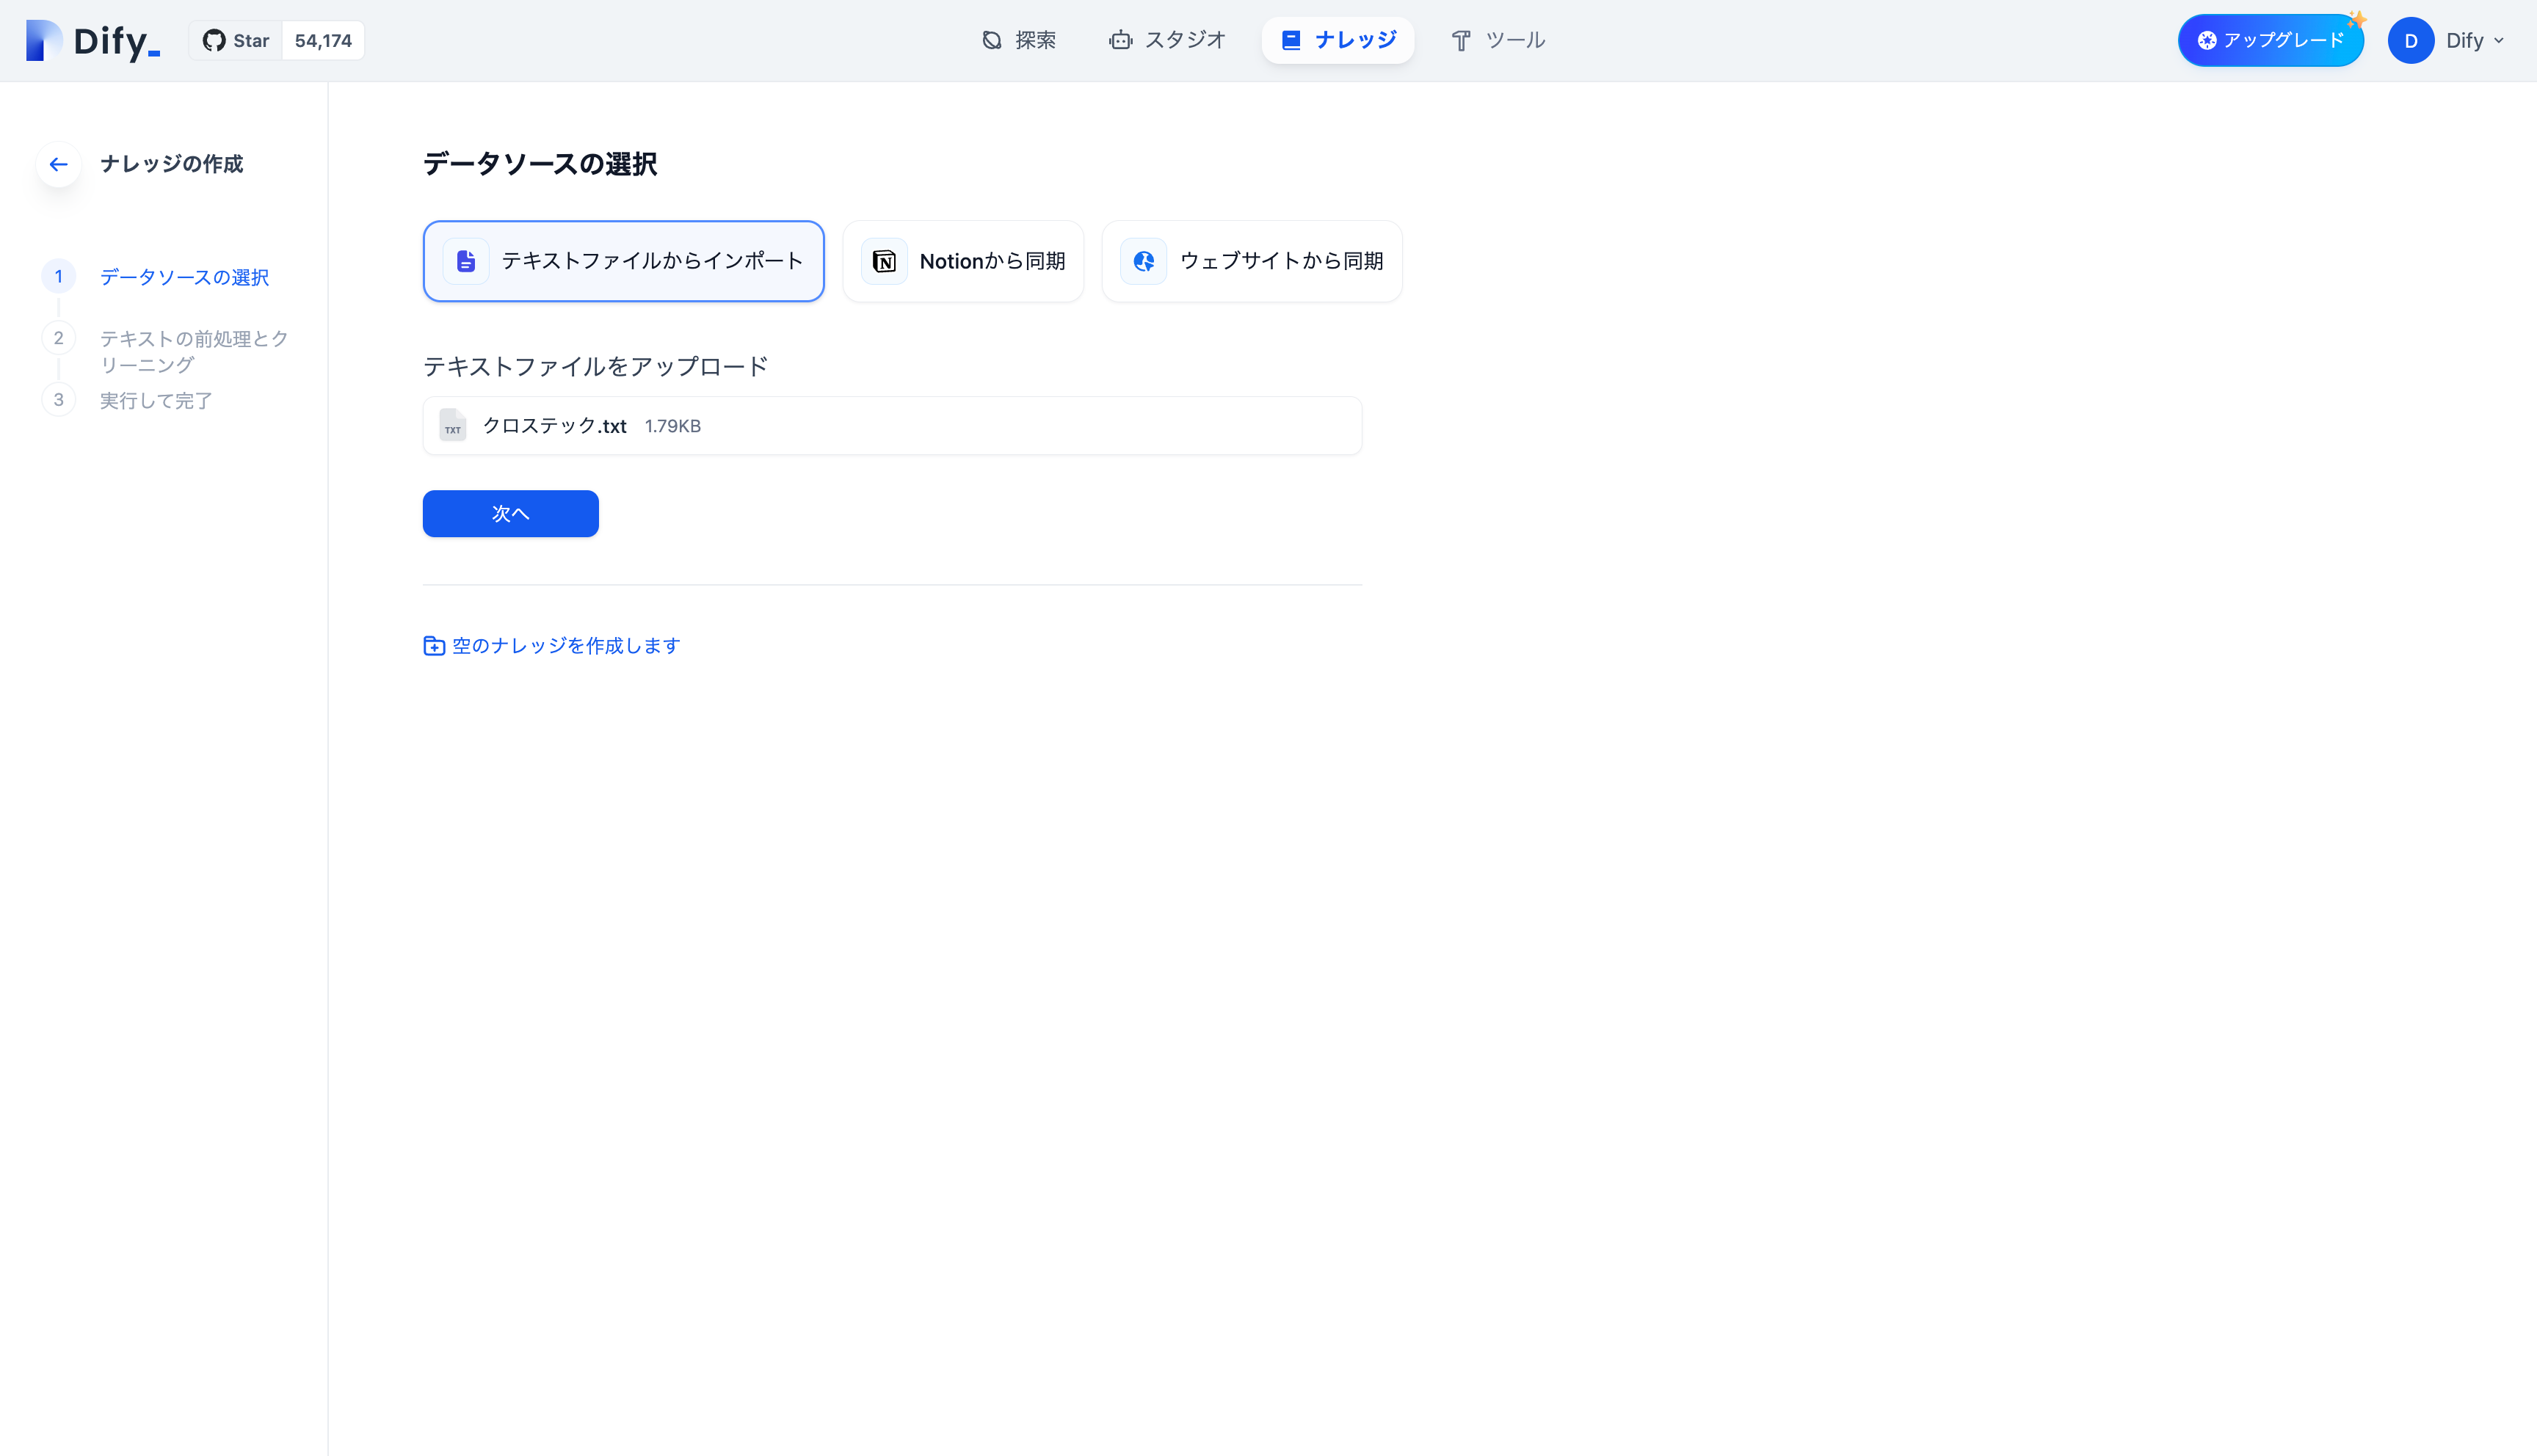 Dify_
Star 54,174
探索
スタジオ
ナレッジ
ツール
アップグレード
D Dify
ナレッジの作成
1 データソースの選択
2 テキストの前処理とク
リーニング
3 実行して完了
データソースの選択
テキストファイルからインポート
Notionから同期
ウェブサイトから同期
テキストファイルをアップロード
TXT クロステック.txt 1.79KB
次へ
空のナレッジを作成します